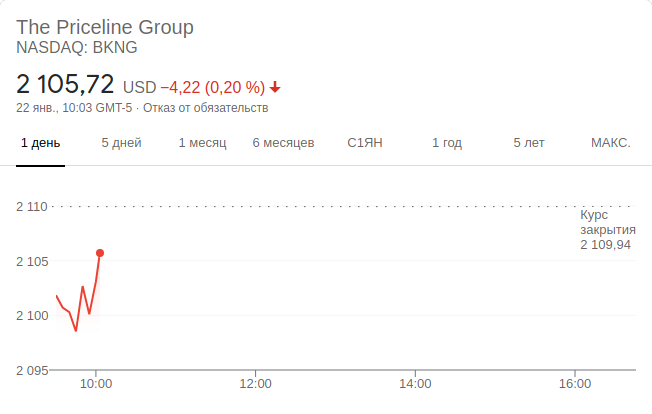 The Priceline Group
NASDAQ: BKNG
2 105,72 USD −4,22 (0,20 %)
22 янв., 10:03 GMT-5 · Отказ от обязательств
1 день 5 дней 1 месяц 6 месяцев С1ЯН 1 год 5 лет МАКС.
2 110
Курс
закрытия
2 109,94
2 105
2 100
2 095
10:00 12:00 14:00 16:00